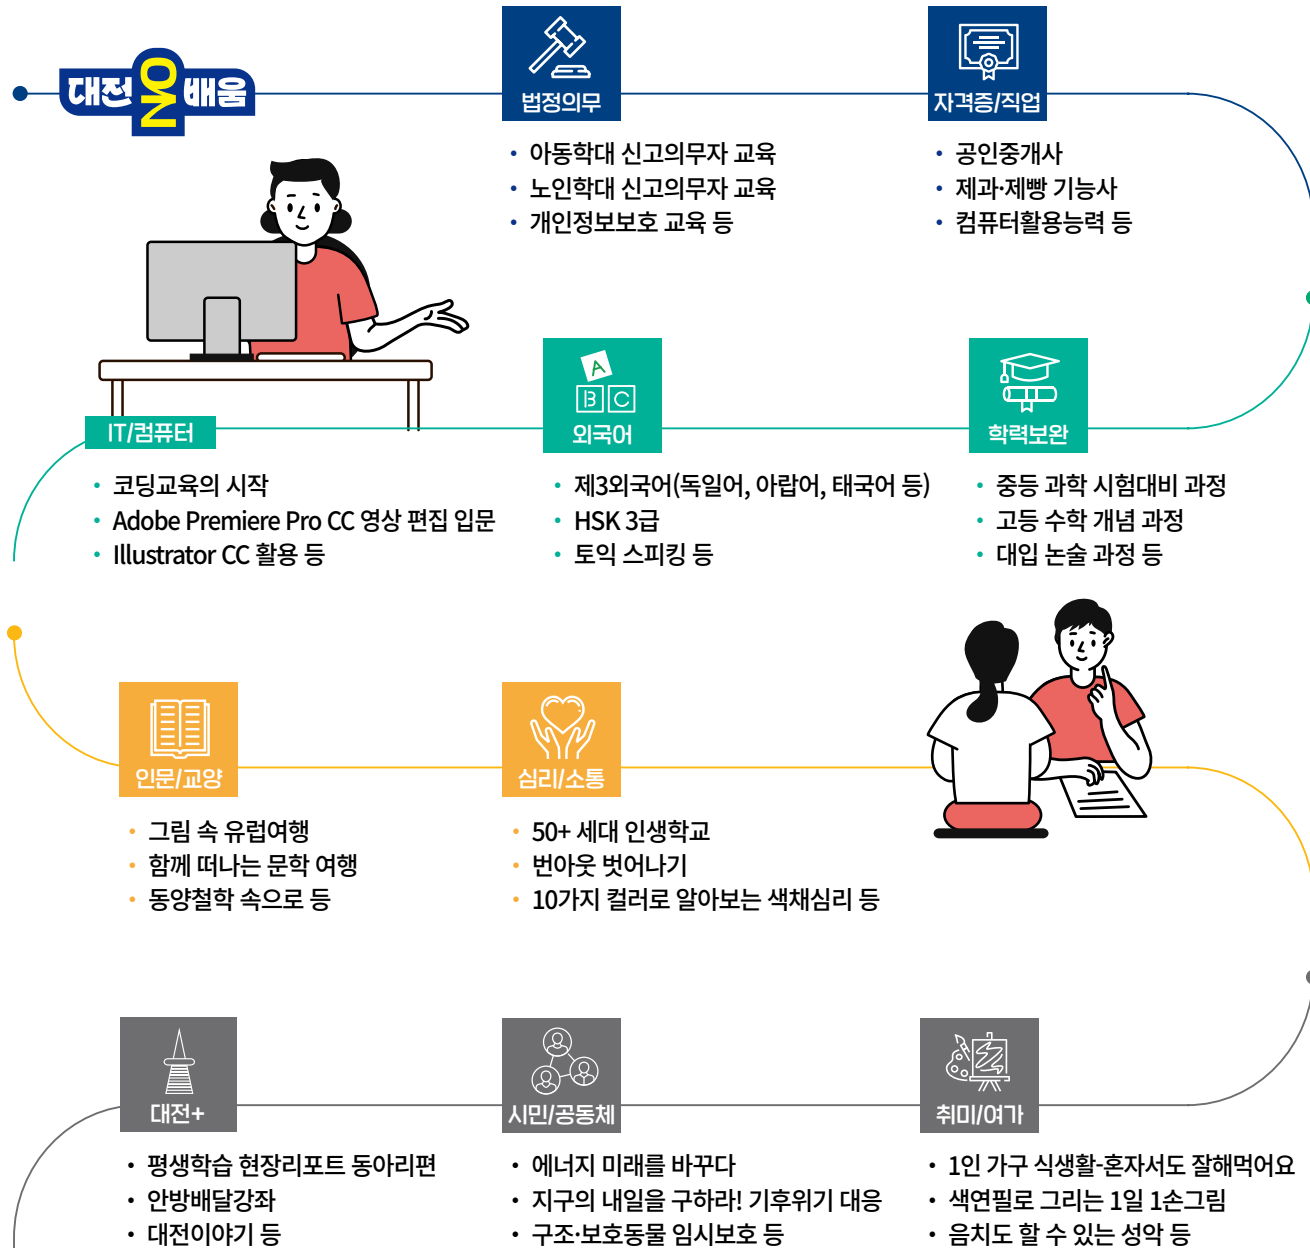 대전 ON 배움
법정의무
• 아동학대 신고의무자 교육
• 노인학대 신고의무자 교육
• 개인정보보호 교육 등
자격증/직업
• 공인중개사
• 제과·제빵 기능사
• 컴퓨터활용능력 등
IT/컴퓨터
• 코딩교육의 시작
• Adobe Premiere Pro CC 영상 편집 입문
• Illustrator CC 활용 등
A
B C
외국어
• 제3외국어(독일어, 아랍어, 태국어 등)
• HSK 3급
• 토익 스피킹 등
학력보완
• 중등 과학 시험대비 과정
• 고등 수학 개념 과정
• 대입 논술 과정 등
인문/교양
• 그림 속 유럽여행
• 함께 떠나는 문학 여행
• 동양철학 속으로 등
심리/소통
• 50+ 세대 인생학교
• 번아웃 벗어나기
• 10가지 컬러로 알아보는 색채심리 등
대전+
• 평생학습 현장리포트 동아리편
• 안방배달강좌
• 대전이야기 등
시민/공동체
• 에너지 미래를 바꾸다
• 지구의 내일을 구하라! 기후위기 대응
• 구조·보호동물 임시보호 등
취미/여가
• 1인 가구 식생활-혼자서도 잘해먹어요
• 색연필로 그리는 1일 1손그림
• 음치도 할 수 있는 성악 등